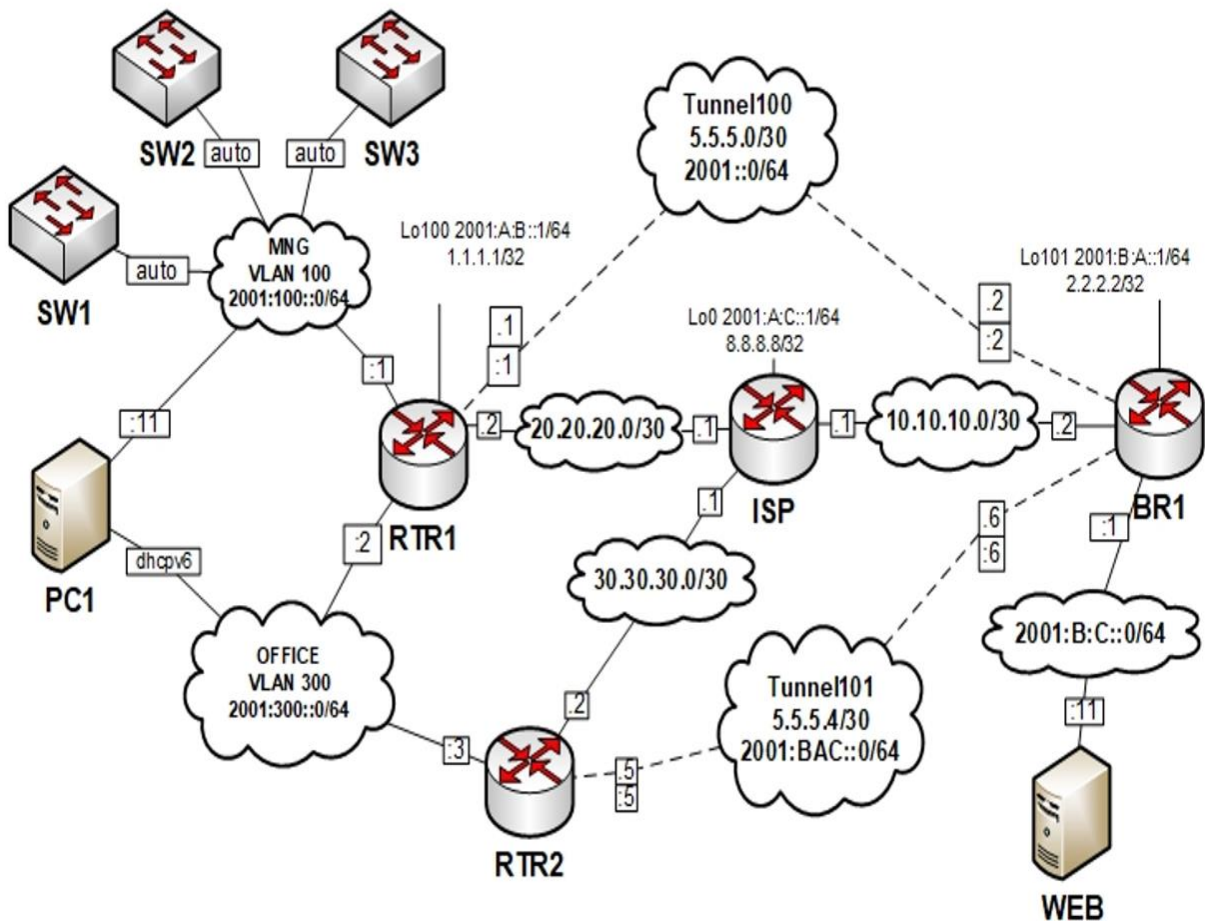 SW2
auto
auto
SW3
SW1
auto
MNG
VLAN 100
2001:100::0/64
Lo100 2001:A:B::1/64
1.1.1.1/32
Tunnel100
5.5.5.0/30
2001::0/64
Lo101 2001:B:A::1/64
2.2.2.2/32
Lo0 2001:A:C::1/64
8.8.8.8/32
.1
:1
.2
:2
:1
:11
.2
20.20.20.0/30
.1
.1
10.10.10.0/30
.2
RTR1
ISP
BR1
PC1
dhcpv6
:2
.1
.6
:6
:1
30.30.30.0/30
2001:B:C::0/64
OFFICE
VLAN 300
2001:300::0/64
.2
Tunnel101
5.5.5.4/30
2001:BAC::0/64
:11
:3
.5
:5
RTR2
WEB